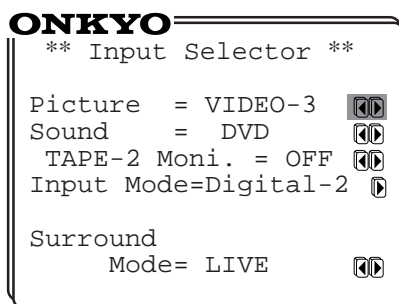 ONKYO
** Input Selector **
Picture = VIDEO-3
Sound = DVD
TAPE-2 Moni. = OFF
Input Mode=Digital-2
Surround
Mode= LIVE